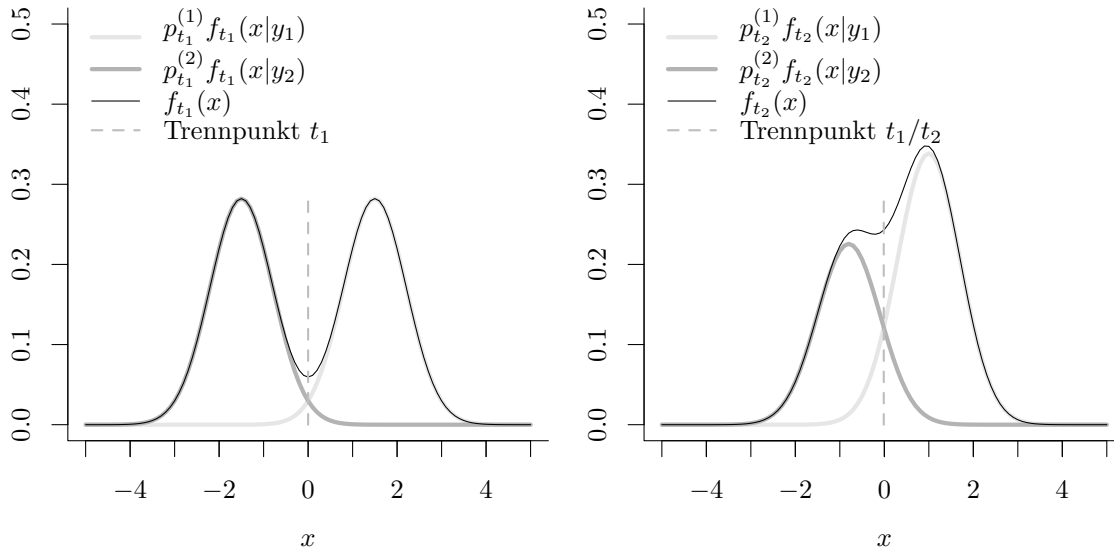 p_{t_1}^{(1)} f_{t_1}(x|y_1)
p_{t_1}^{(2)} f_{t_1}(x|y_2)
f_{t_1}(x)
Trennpunkt t_1
0.5
0.4
0.3
0.2
0.1
0.0
−4 −2 0 2 4
x
p_{t_2}^{(1)} f_{t_2}(x|y_1)
p_{t_2}^{(2)} f_{t_2}(x|y_2)
f_{t_2}(x)
Trennpunkt t_1/t_2
0.5
0.4
0.3
0.2
0.1
0.0
−4 −2 0 2 4
x